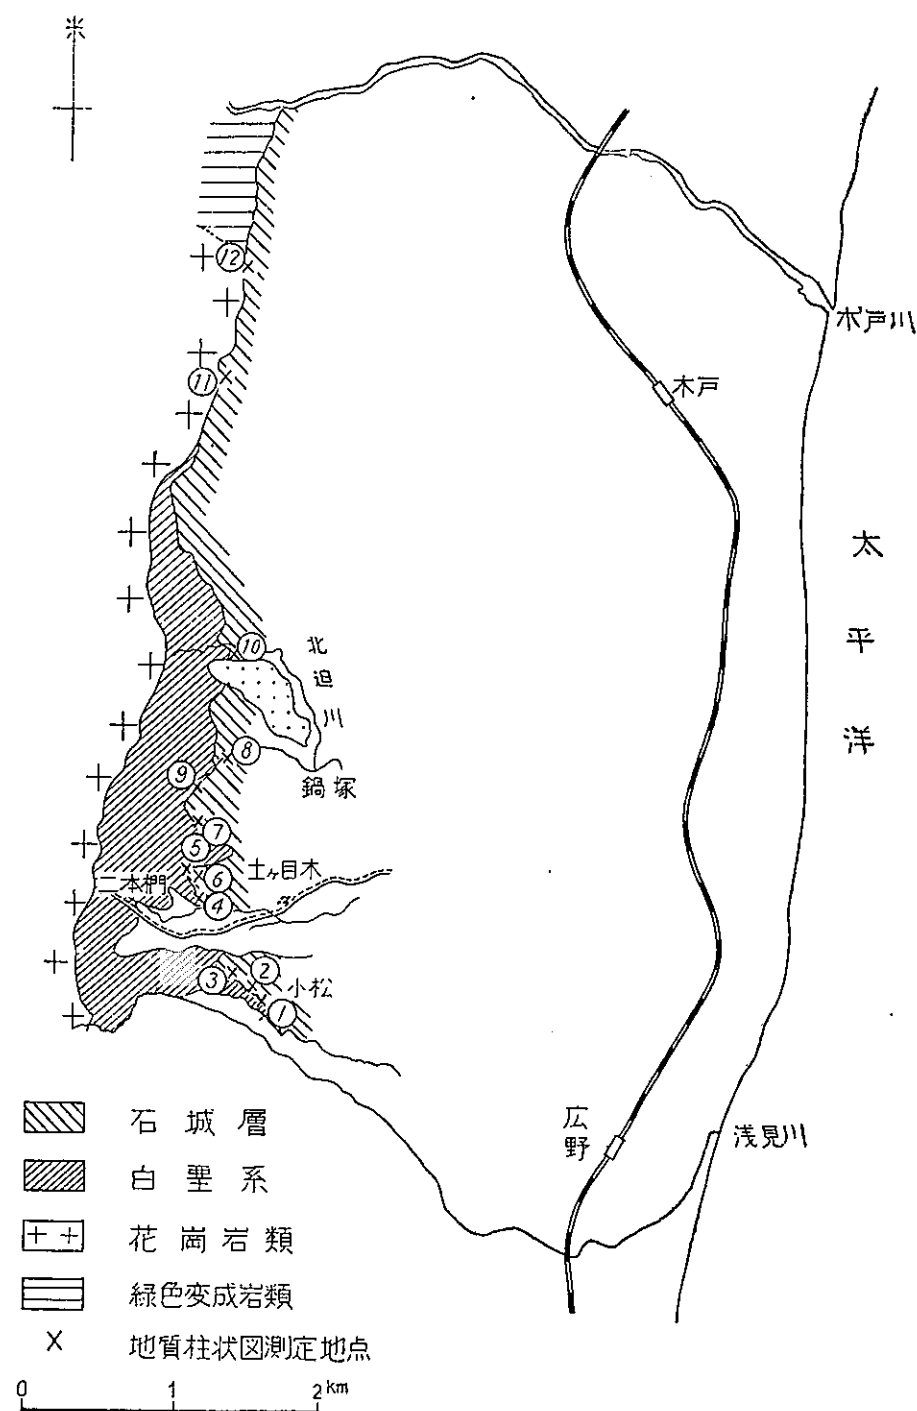 木戸川
木戸
太平洋
北迫川
鍋塚
土ヶ目木
二本椚
小松
広野
浅見川
⑫
⑪
⑩
⑧
⑨
⑦
⑤
⑥
④
②
③
①
石城層
白堊系
花崗岩類
緑色変成岩類
× 地質柱状図測定地点
0 1 2 km